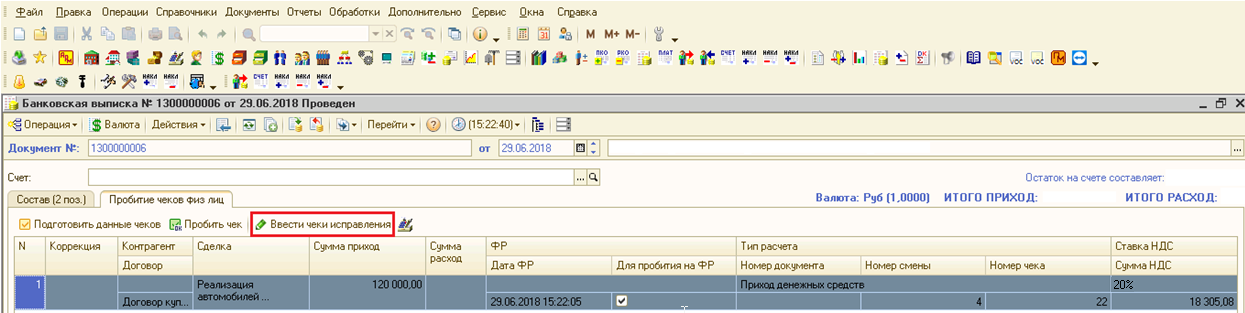 Файл Правка Операции Справочники Документы Отчеты Обработки Дополнительно Сервис Окна Справка
M M+ M-
ПКО РКО ПЛАТ СЧЕТ НАКЛ НАКЛ НАКЛ
СЧЕТ НАКЛ НАКЛ НАКЛ НАКЛ
Банковская выписка № 1300000006 от 29.06.2018 Проведен
Операция Валюта Действия Перейти (15:22:40)
Документ №: 1300000006 от 29.06.2018
Счет: Остаток на счете составляет:
Состав (2 поз.) Пробитие чеков физ лиц Валюта: Руб (1,0000) ИТОГО ПРИХОД: ИТОГО РАСХОД:
Подготовить данные чеков Пробить чек Ввести чеки исправления
N Коррекция Контрагент Сделка Сумма приход Сумма расход ФР Тип расчета Ставка НДС
Договор Дата ФР Для пробития на ФР Номер документа Номер смены Номер чека Сумма НДС
1 Реализация автомобилей ... 120 000,00 Приход денежных средств 20%
Договор куп... 29.06.2018 15:22:05 4 22 18 305,08